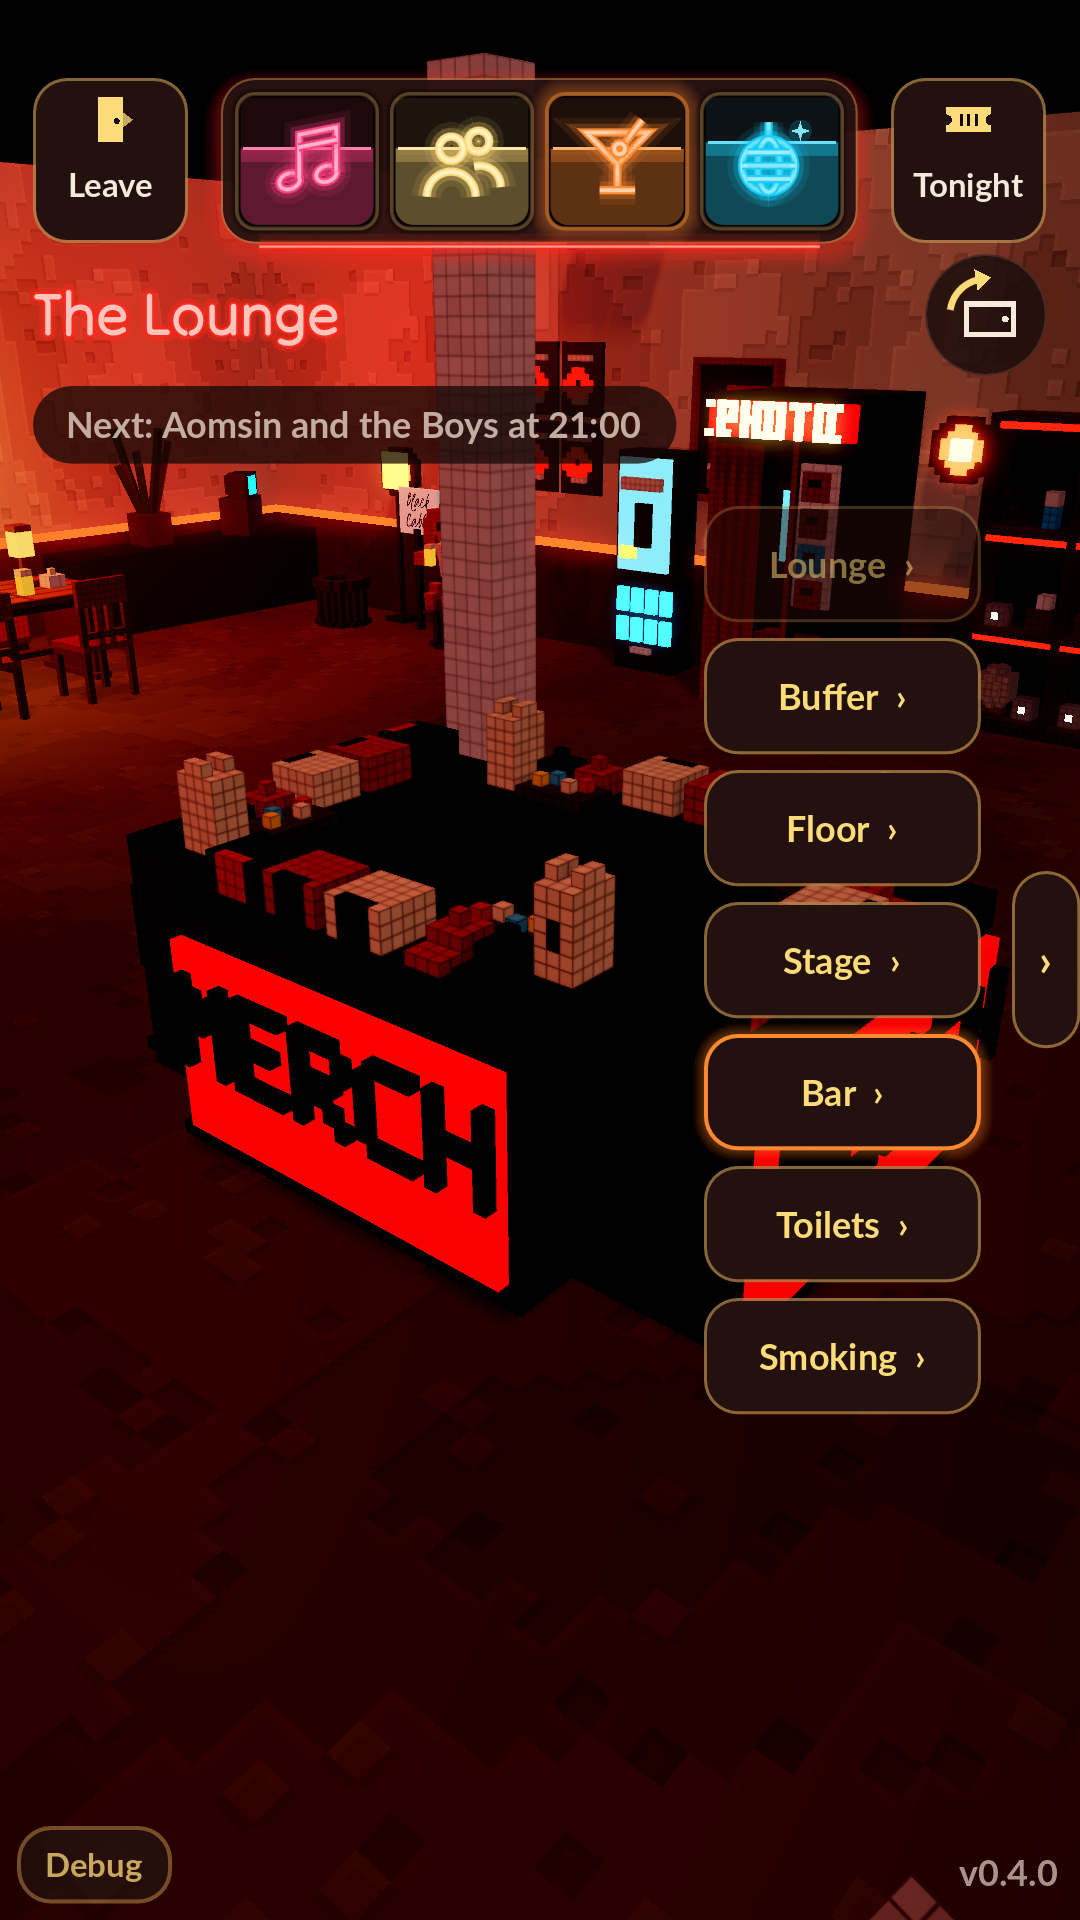 Leave
Tonight
The Lounge
Next: Aomsin and the Boys at 21:00
PHOTO
Black
Lounge ›
Buffer ›
Floor ›
Stage ›
Bar ›
Toilets ›
Smoking ›
›
MERCH
Debug
v0.4.0